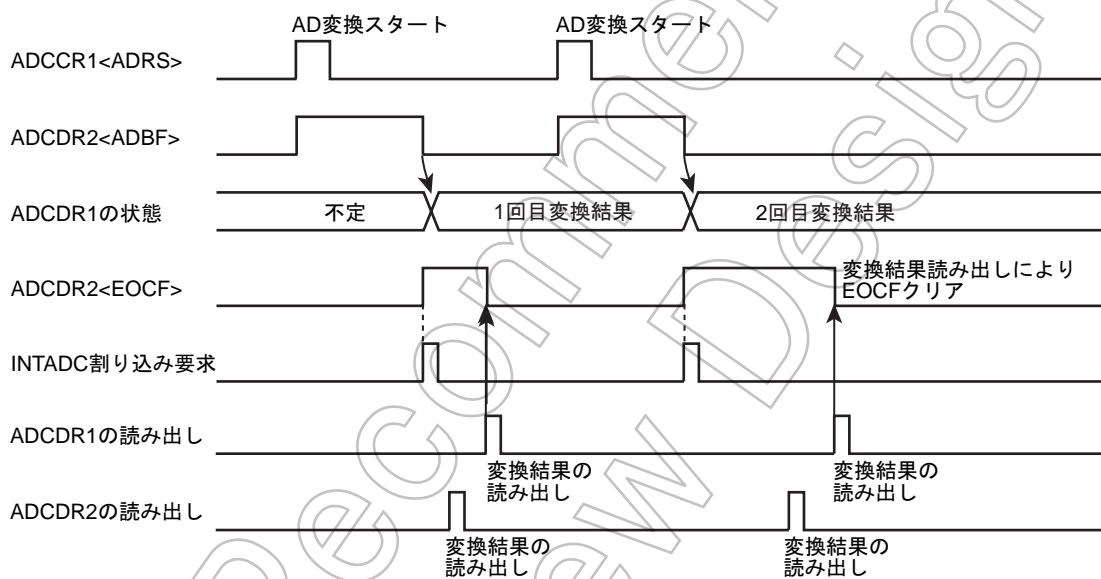 AD変換スタート
AD変換スタート
ADCCR1<ADRS>
ADCDR2<ADBF>
ADCDR1の状態
不定
1回目変換結果
2回目変換結果
ADCDR2<EOCF>
変換結果読み出しにより
EOCFクリア
INTADC割り込み要求
ADCDR1の読み出し
変換結果の
読み出し
変換結果の
読み出し
ADCDR2の読み出し
変換結果の
読み出し
変換結果の
読み出し